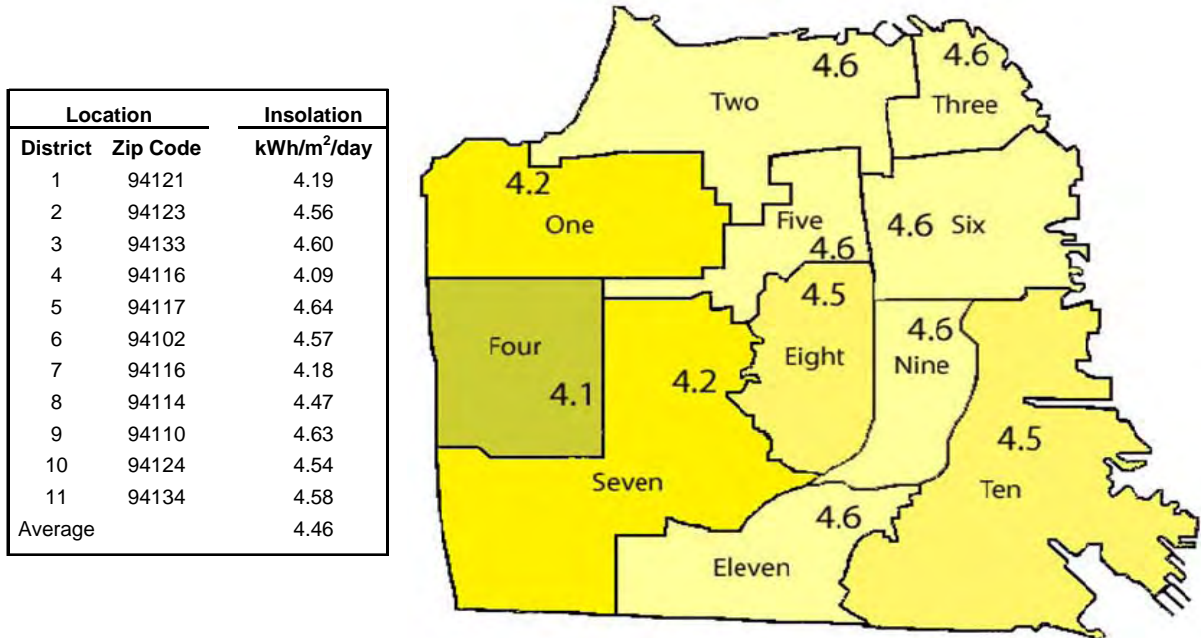 Location Insolation
District Zip Code kWh/m²/day
1 94121 4.19
2 94123 4.56
3 94133 4.60
4 94116 4.09
5 94117 4.64
6 94102 4.57
7 94116 4.18
8 94114 4.47
9 94110 4.63
10 94124 4.54
11 94134 4.58
Average 4.46
4.6
Two
4.6
Three
4.2
One
Five
4.6
4.6 Six
Four
4.1
4.2
Seven
4.5
Eight
4.6
Nine
4.5
Ten
4.6
Eleven